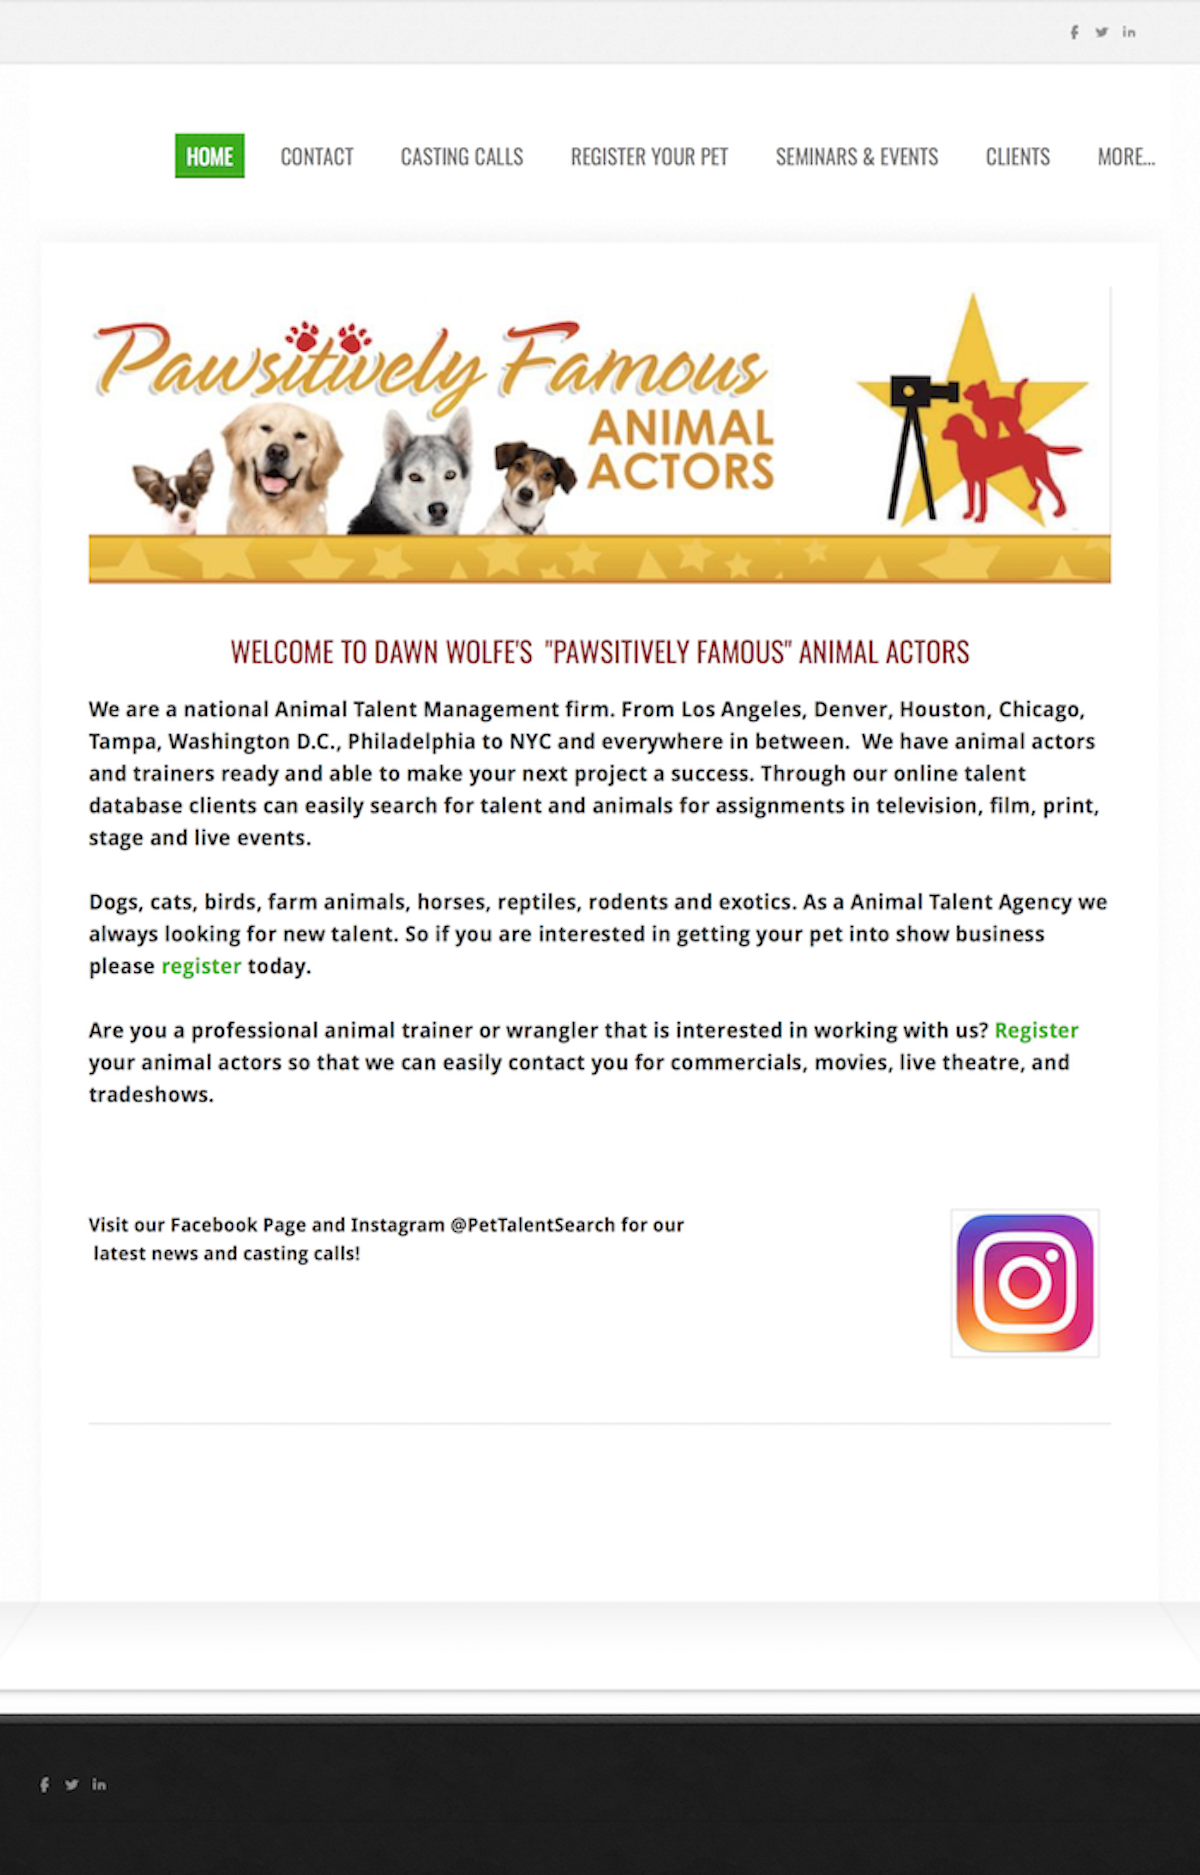 HOME CONTACT CASTING CALLS REGISTER YOUR PET SEMINARS & EVENTS CLIENTS MORE...
Pawsitively Famous
ANIMAL
ACTORS
WELCOME TO DAWN WOLFE'S "PAWSITIVELY FAMOUS" ANIMAL ACTORS
We are a national Animal Talent Management firm. From Los Angeles, Denver, Houston, Chicago,
Tampa, Washington D.C., Philadelphia to NYC and everywhere in between. We have animal actors
and trainers ready and able to make your next project a success. Through our online talent
database clients can easily search for talent and animals for assignments in television, film, print,
stage and live events.
Dogs, cats, birds, farm animals, horses, reptiles, rodents and exotics. As a Animal Talent Agency we
always looking for new talent. So if you are interested in getting your pet into show business
please register today.
Are you a professional animal trainer or wrangler that is interested in working with us? Register
your animal actors so that we can easily contact you for commercials, movies, live theatre, and
tradeshows.
Visit our Facebook Page and Instagram @PetTalentSearch for our
latest news and casting calls!